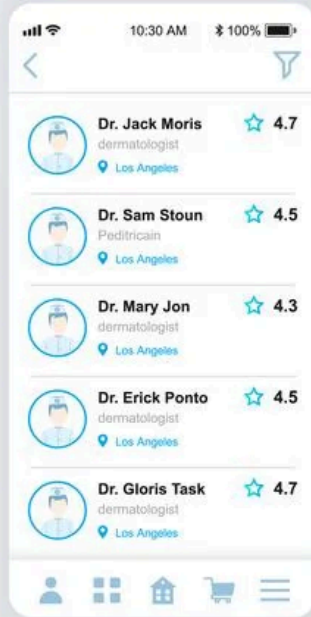 10:30 AM 100%
Dr. Jack Moris 4.7
dermatologist
Los Angeles
Dr. Sam Stoun 4.5
Peditricain
Los Angeles
Dr. Mary Jon 4.3
dermatologist
Los Angeles
Dr. Erick Ponto 4.5
dermatologist
Los Angeles
Dr. Gloris Task 4.7
dermatologist
Los Angeles